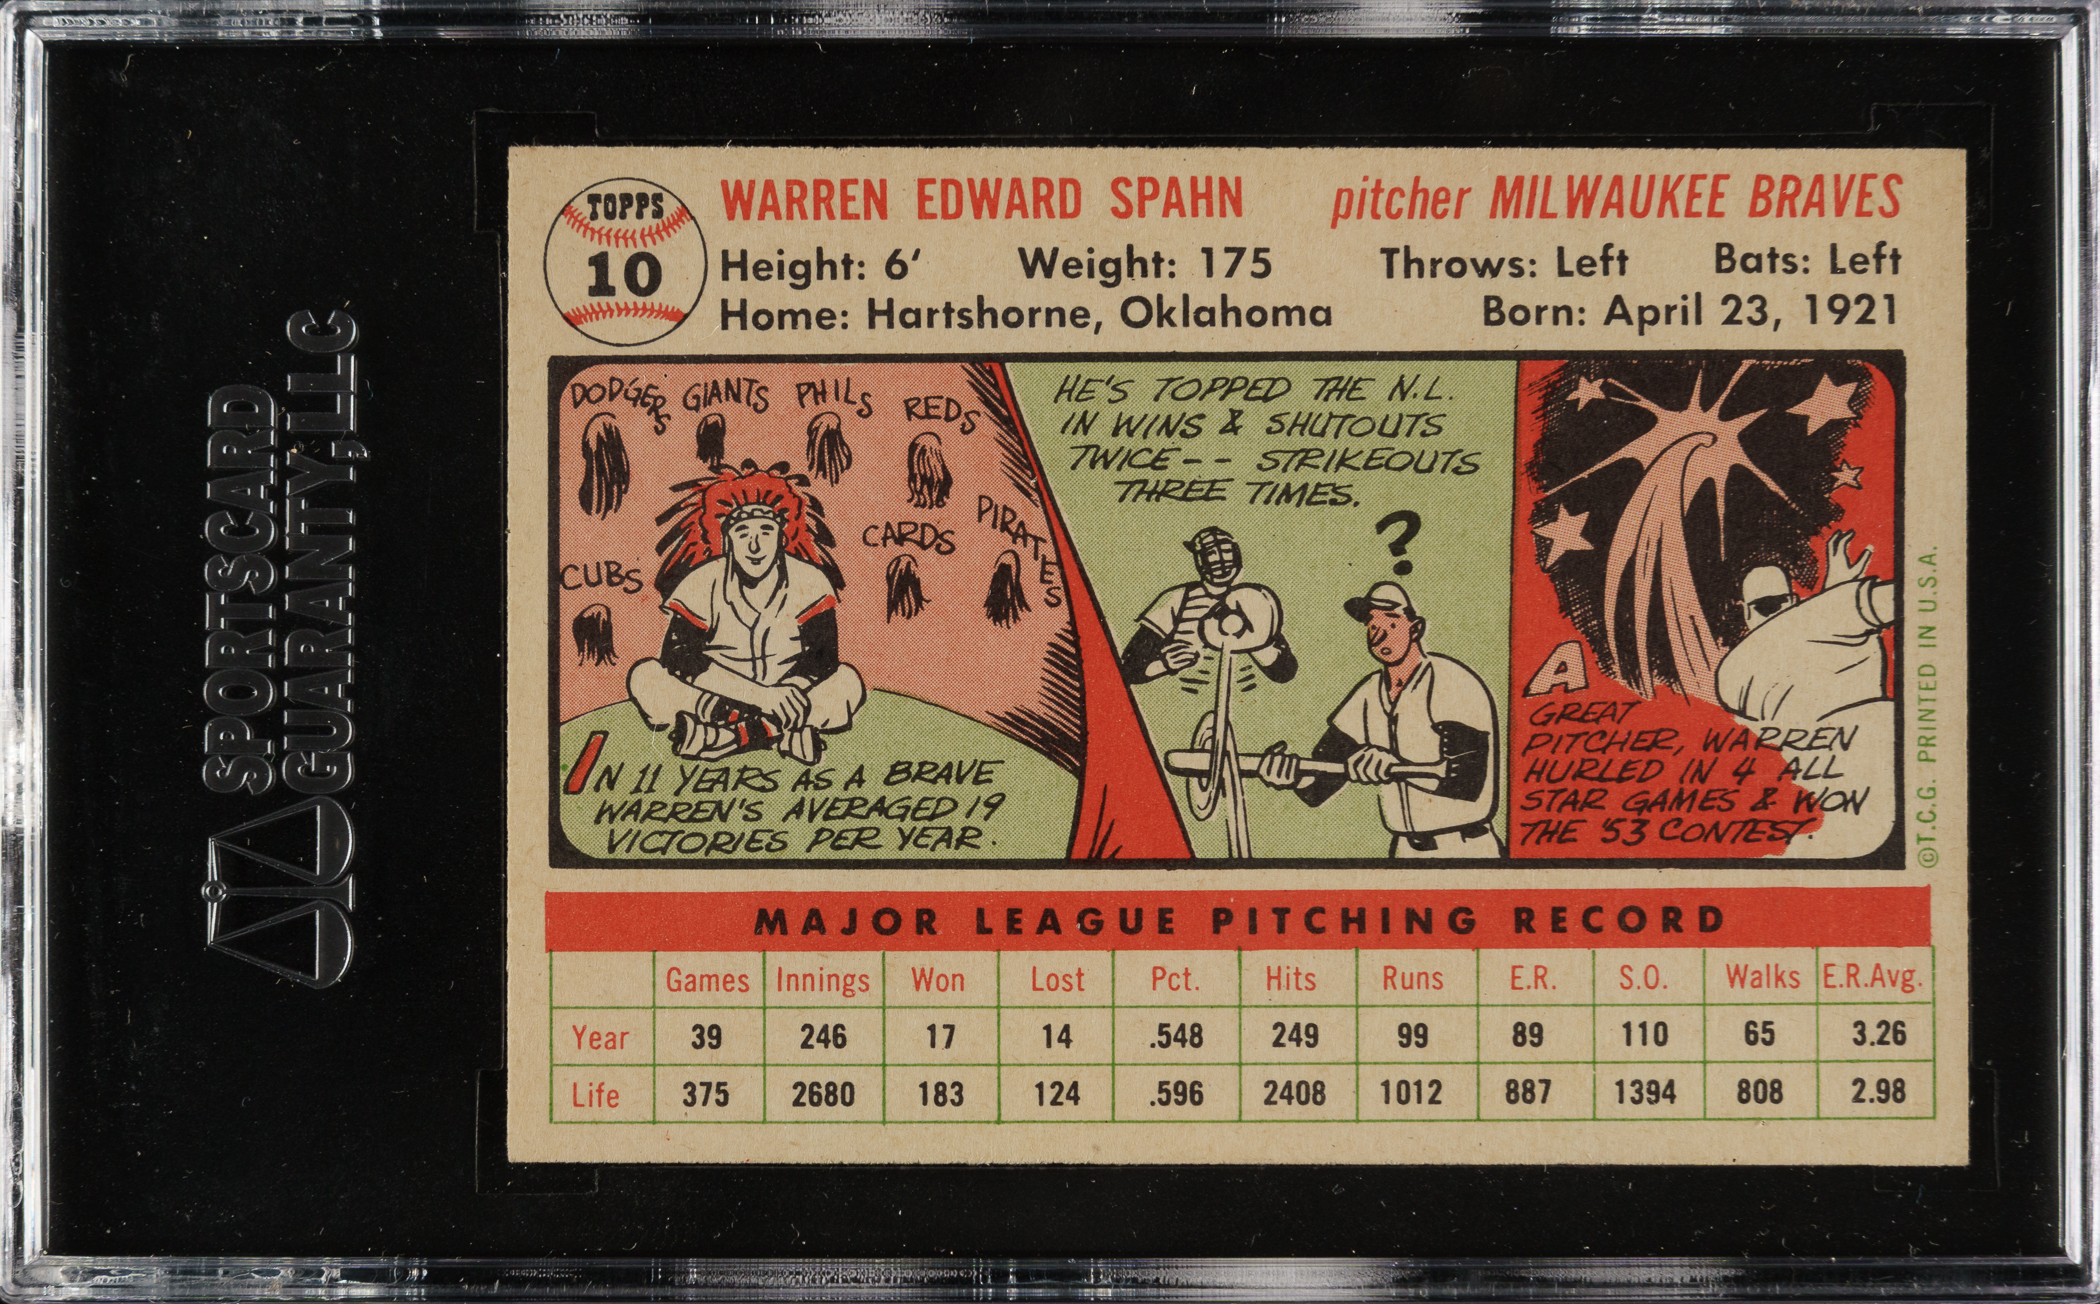 SPORTSCARD
GUARANTY, LLC
TOPPS
10
WARREN EDWARD SPAHN pitcher MILWAUKEE BRAVES
Height: 6' Weight: 175 Throws: Left Bats: Left
Home: Hartshorne, Oklahoma Born: April 23, 1921
DODGERS GIANTS PHILS REDS
CUBS CARDS PIRATES
IN 11 YEARS AS A BRAVE
WARREN'S AVERAGED 19
VICTORIES PER YEAR.
HE'S TOPPED THE N.L.
IN WINS & SHUTOUTS
TWICE-- STRIKEOUTS
THREE TIMES.
?
A
GREAT
PITCHER, WARREN
HURLED IN 4 ALL
STAR GAMES & WON
THE '53 CONTEST.
©T.C.G. PRINTED IN U.S.A.
MAJOR LEAGUE PITCHING RECORD
Games Innings Won Lost Pct. Hits Runs E.R. S.O. Walks E.R.Avg.
Year 39 246 17 14 .548 249 99 89 110 65 3.26
Life 375 2680 183 124 .596 2408 1012 887 1394 808 2.98